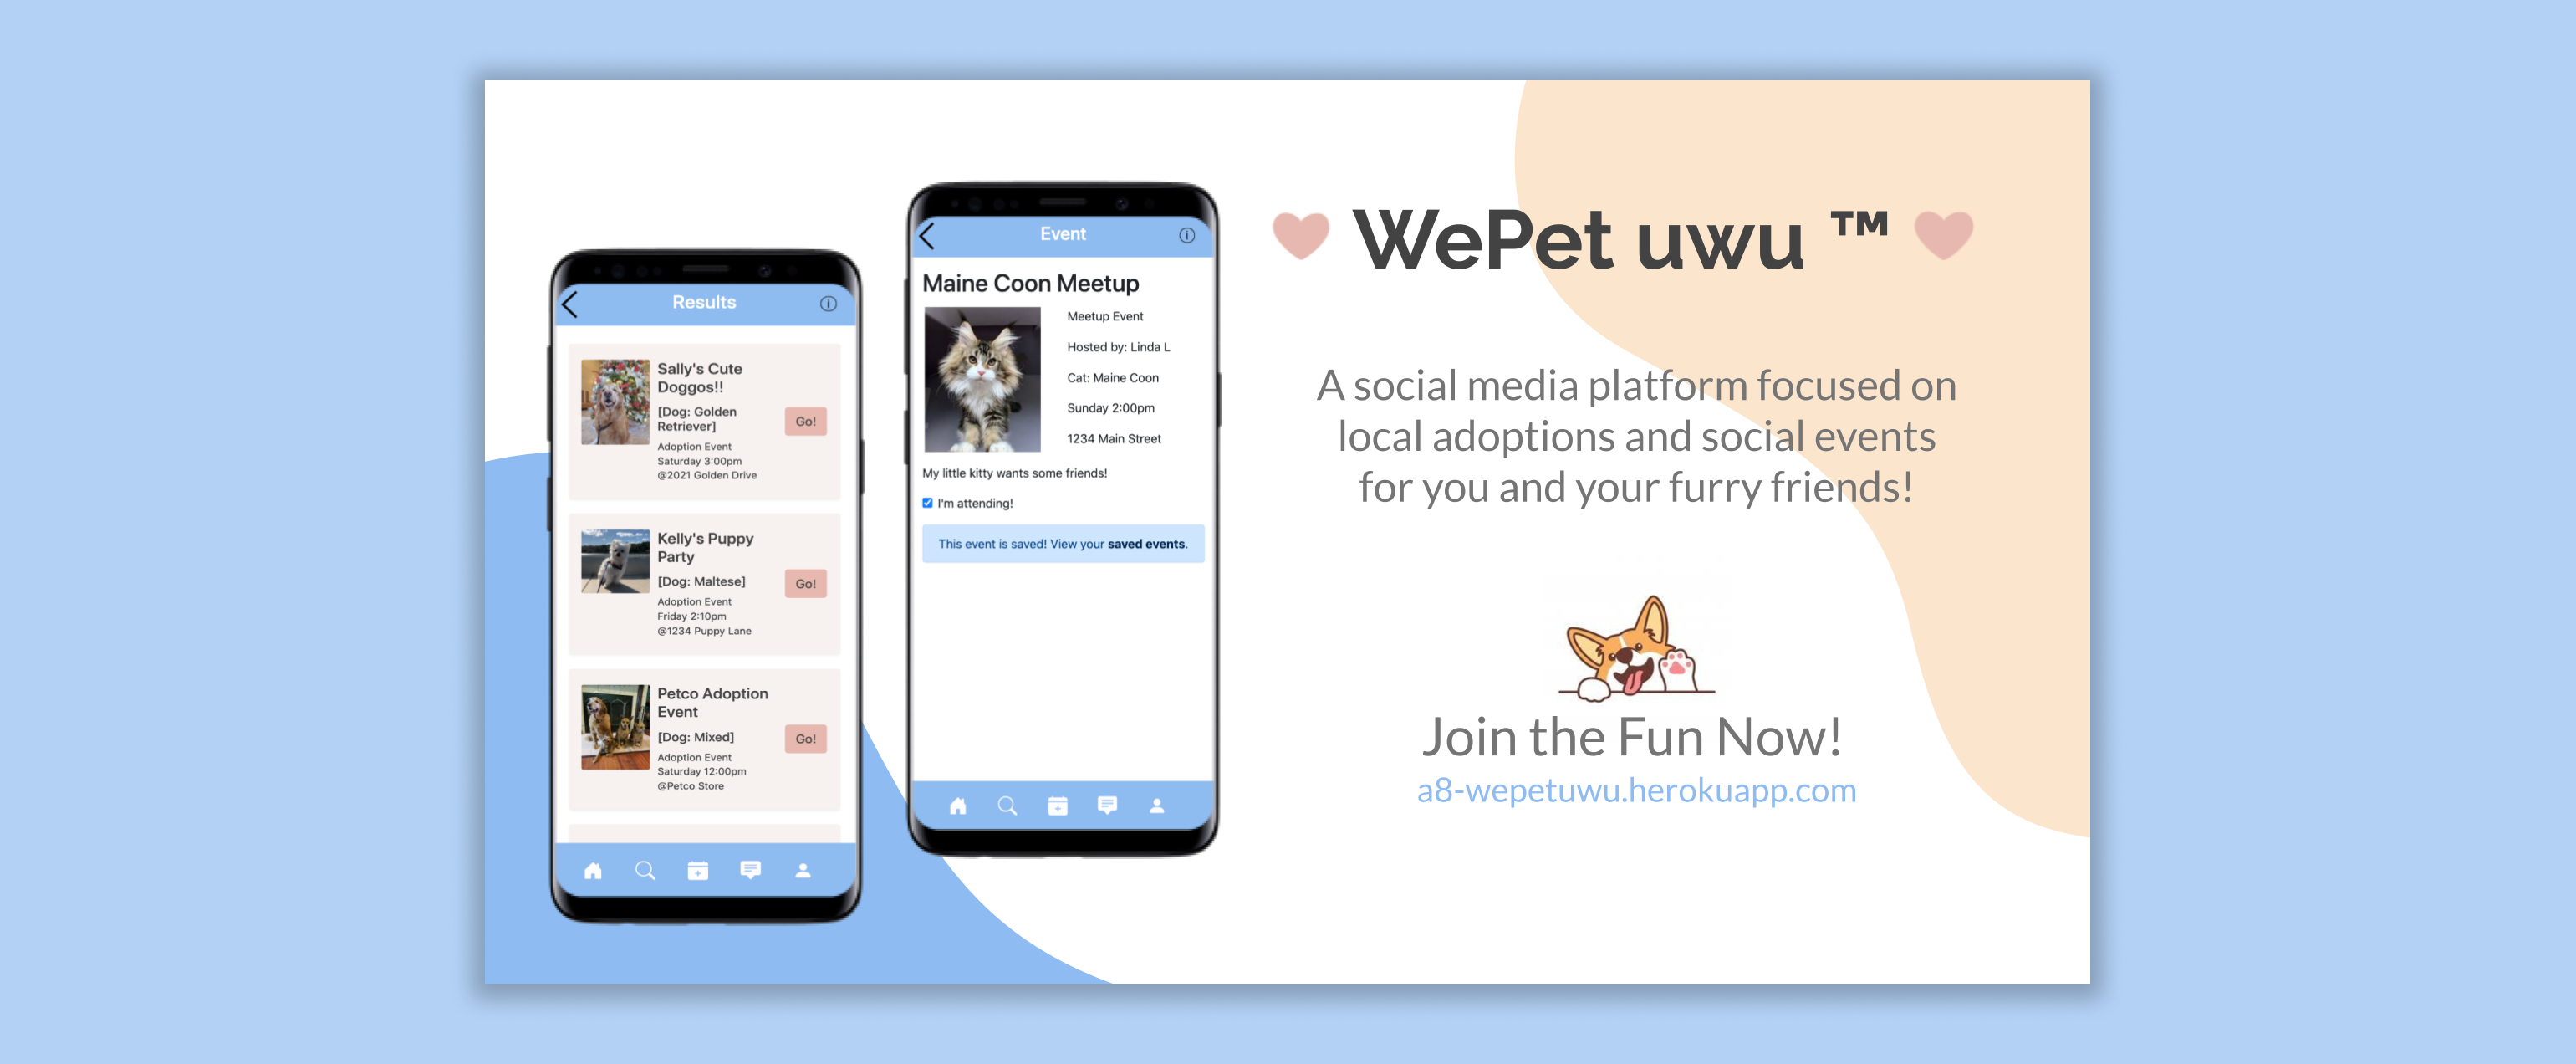 Results
Sally's Cute
Doggos!!
[Dog: Golden
Retriever]
Adoption Event
Saturday 3:00pm
@2021 Golden Drive
Go!
Kelly's Puppy
Party
[Dog: Maltese]
Adoption Event
Friday 2:10pm
@1234 Puppy Lane
Go!
Petco Adoption
Event
[Dog: Mixed]
Adoption Event
Saturday 12:00pm
@Petco Store
Go!
Event
Maine Coon Meetup
Meetup Event
Hosted by: Linda L
Cat: Maine Coon
Sunday 2:00pm
1234 Main Street
My little kitty wants some friends!
I'm attending!
This event is saved! View your saved events.
WePet uwu ™
A social media platform focused on
local adoptions and social events
for you and your furry friends!
Join the Fun Now!
a8-wepetuwu.herokuapp.com